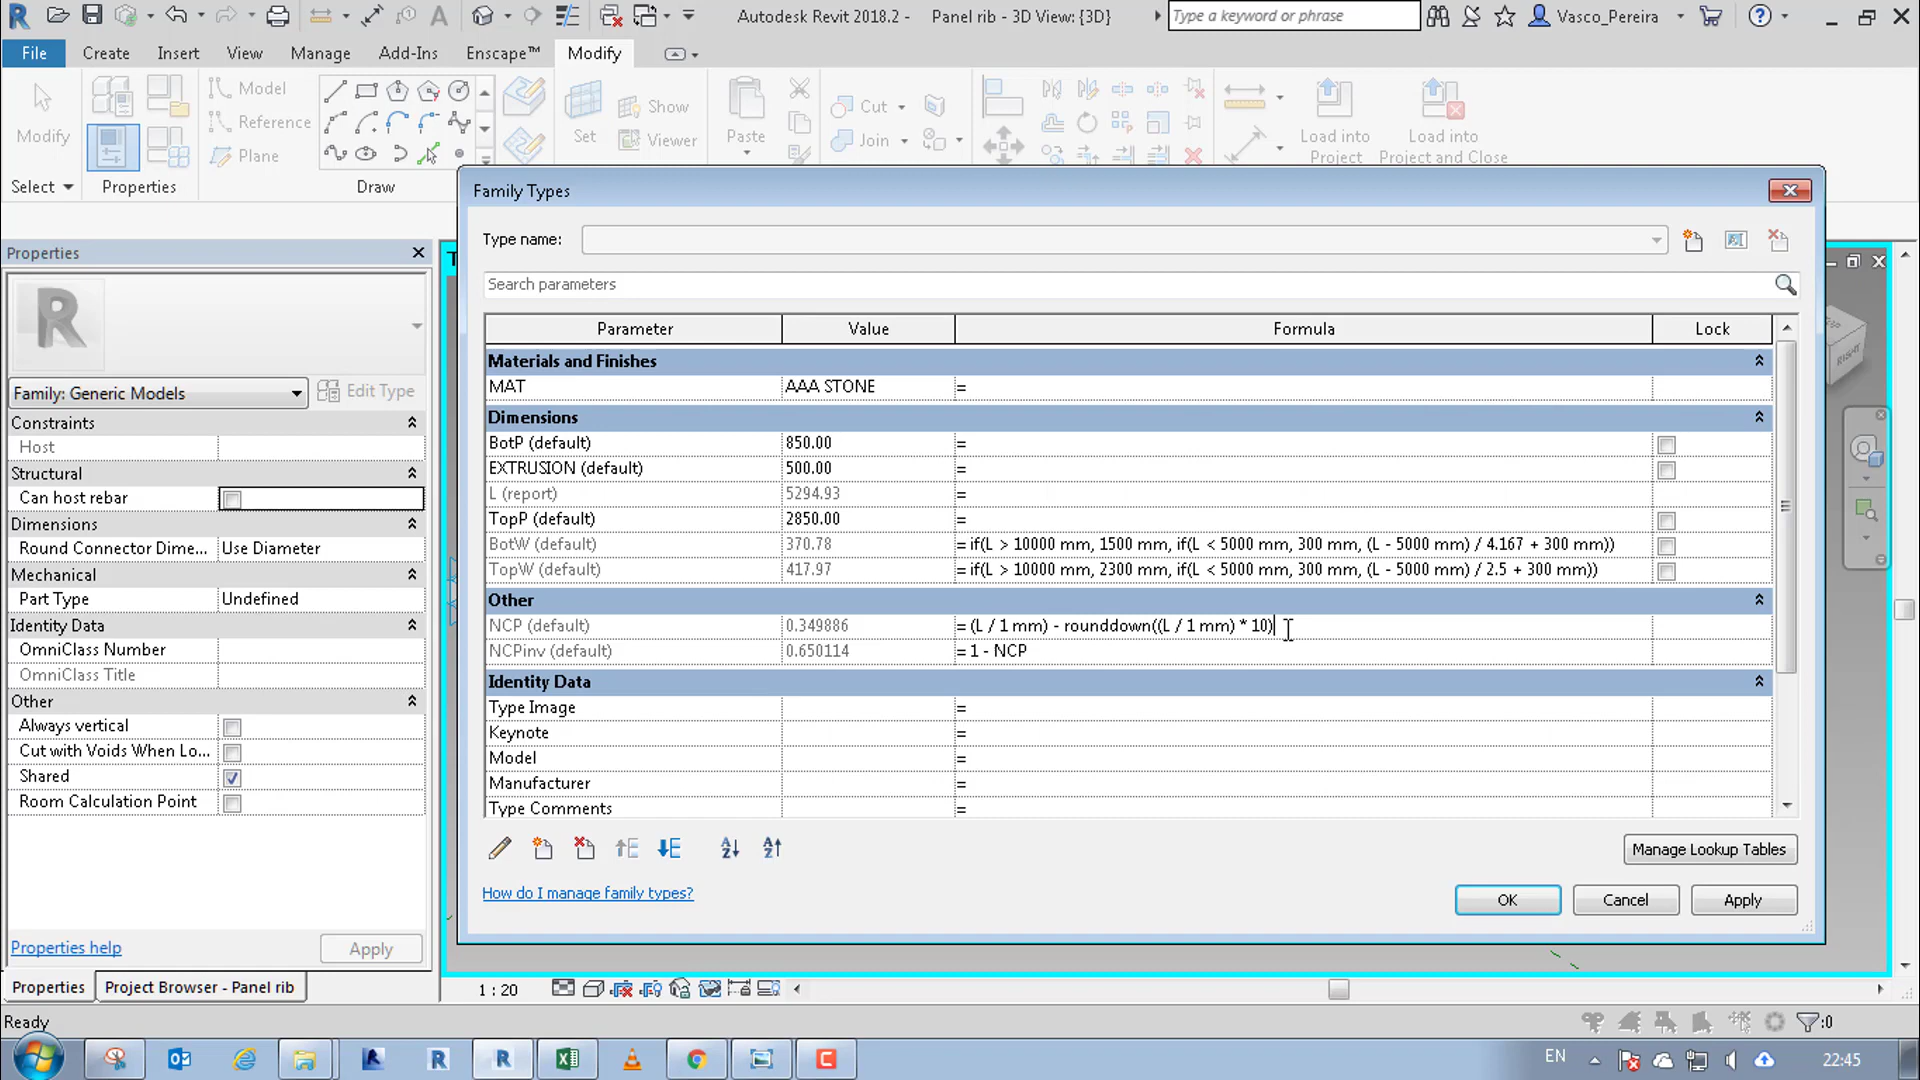 Autodesk Revit 2018.2 - Panel rib - 3D View: {3D}
Type a keyword or phrase
Vasco_Pereira
File Create Insert View Manage Add-Ins Enscape™ Modify
Modify
Select
Properties
Model
Reference
Plane
Draw
Set
Show
Viewer
Paste
Cut
Join
Load into
Project
Load into
Project and Close
Properties
Family: Generic Models
Edit Type
Constraints
Host
Structural
Can host rebar
Dimensions
Round Connector Dime... Use Diameter
Mechanical
Part Type Undefined
Identity Data
OmniClass Number
OmniClass Title
Other
Always vertical
Cut with Voids When Lo...
Shared
Room Calculation Point
Properties help
Apply
Properties
Project Browser - Panel rib
Family Types
Type name:
Search parameters
Parameter Value Formula Lock
Materials and Finishes
MAT AAA STONE =
Dimensions
BotP (default) 850.00 =
EXTRUSION (default) 500.00 =
L (report) 5294.93 =
TopP (default) 2850.00 =
BotW (default) 370.78 = if(L > 10000 mm, 1500 mm, if(L < 5000 mm, 300 mm, (L - 5000 mm) / 4.167 + 300 mm))
TopW (default) 417.97 = if(L > 10000 mm, 2300 mm, if(L < 5000 mm, 300 mm, (L - 5000 mm) / 2.5 + 300 mm))
Other
NCP (default) 0.349886 = (L / 1 mm) - rounddown((L / 1 mm) * 10)
NCPinv (default) 0.650114 = 1 - NCP
Identity Data
Type Image =
Keynote =
Model =
Manufacturer =
Type Comments =
Manage Lookup Tables
How do I manage family types?
OK
Cancel
Apply
RIGHT
1 : 20
Ready
:0
EN
22:45